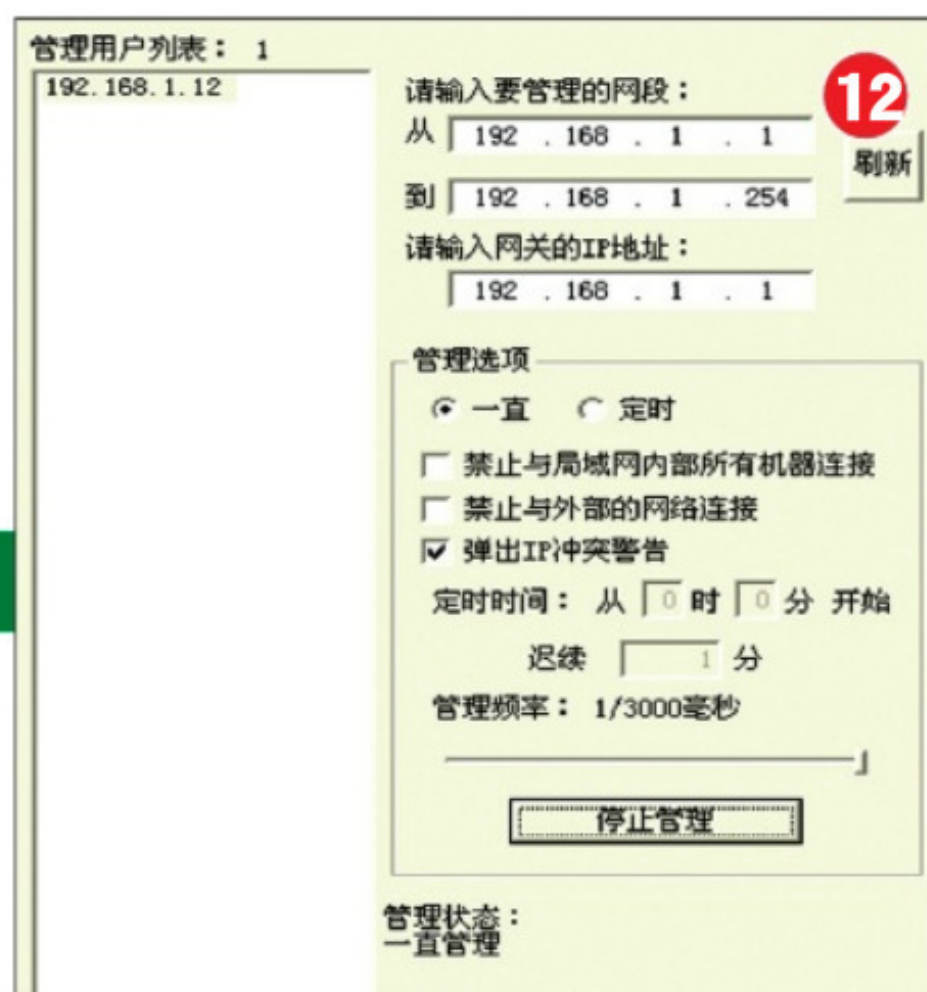 管理用户列表： 1
192.168.1.12
请输入要管理的网段：
12
从 192 . 168 . 1 . 1
刷新
到 192 . 168 . 1 . 254
请输入网关的IP地址：
192 . 168 . 1 . 1
管理选项
一直 定时
禁止与局域网内部所有机器连接
禁止与外部的网络连接
弹出IP冲突警告
定时时间： 从 0 时 0 分 开始
迟续 1 分
管理频率： 1/3000毫秒
停止管理
管理状态：
一直管理